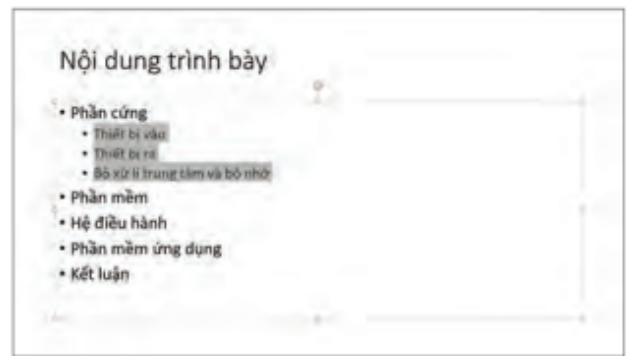 Nội dung trình bày
• Phần cứng
• Thiết bị vào
• Thiết bị ra
• Bộ xử lí trung tâm và bộ nhớ
• Phần mềm
• Hệ điều hành
• Phần mềm ứng dụng
• Kết luận